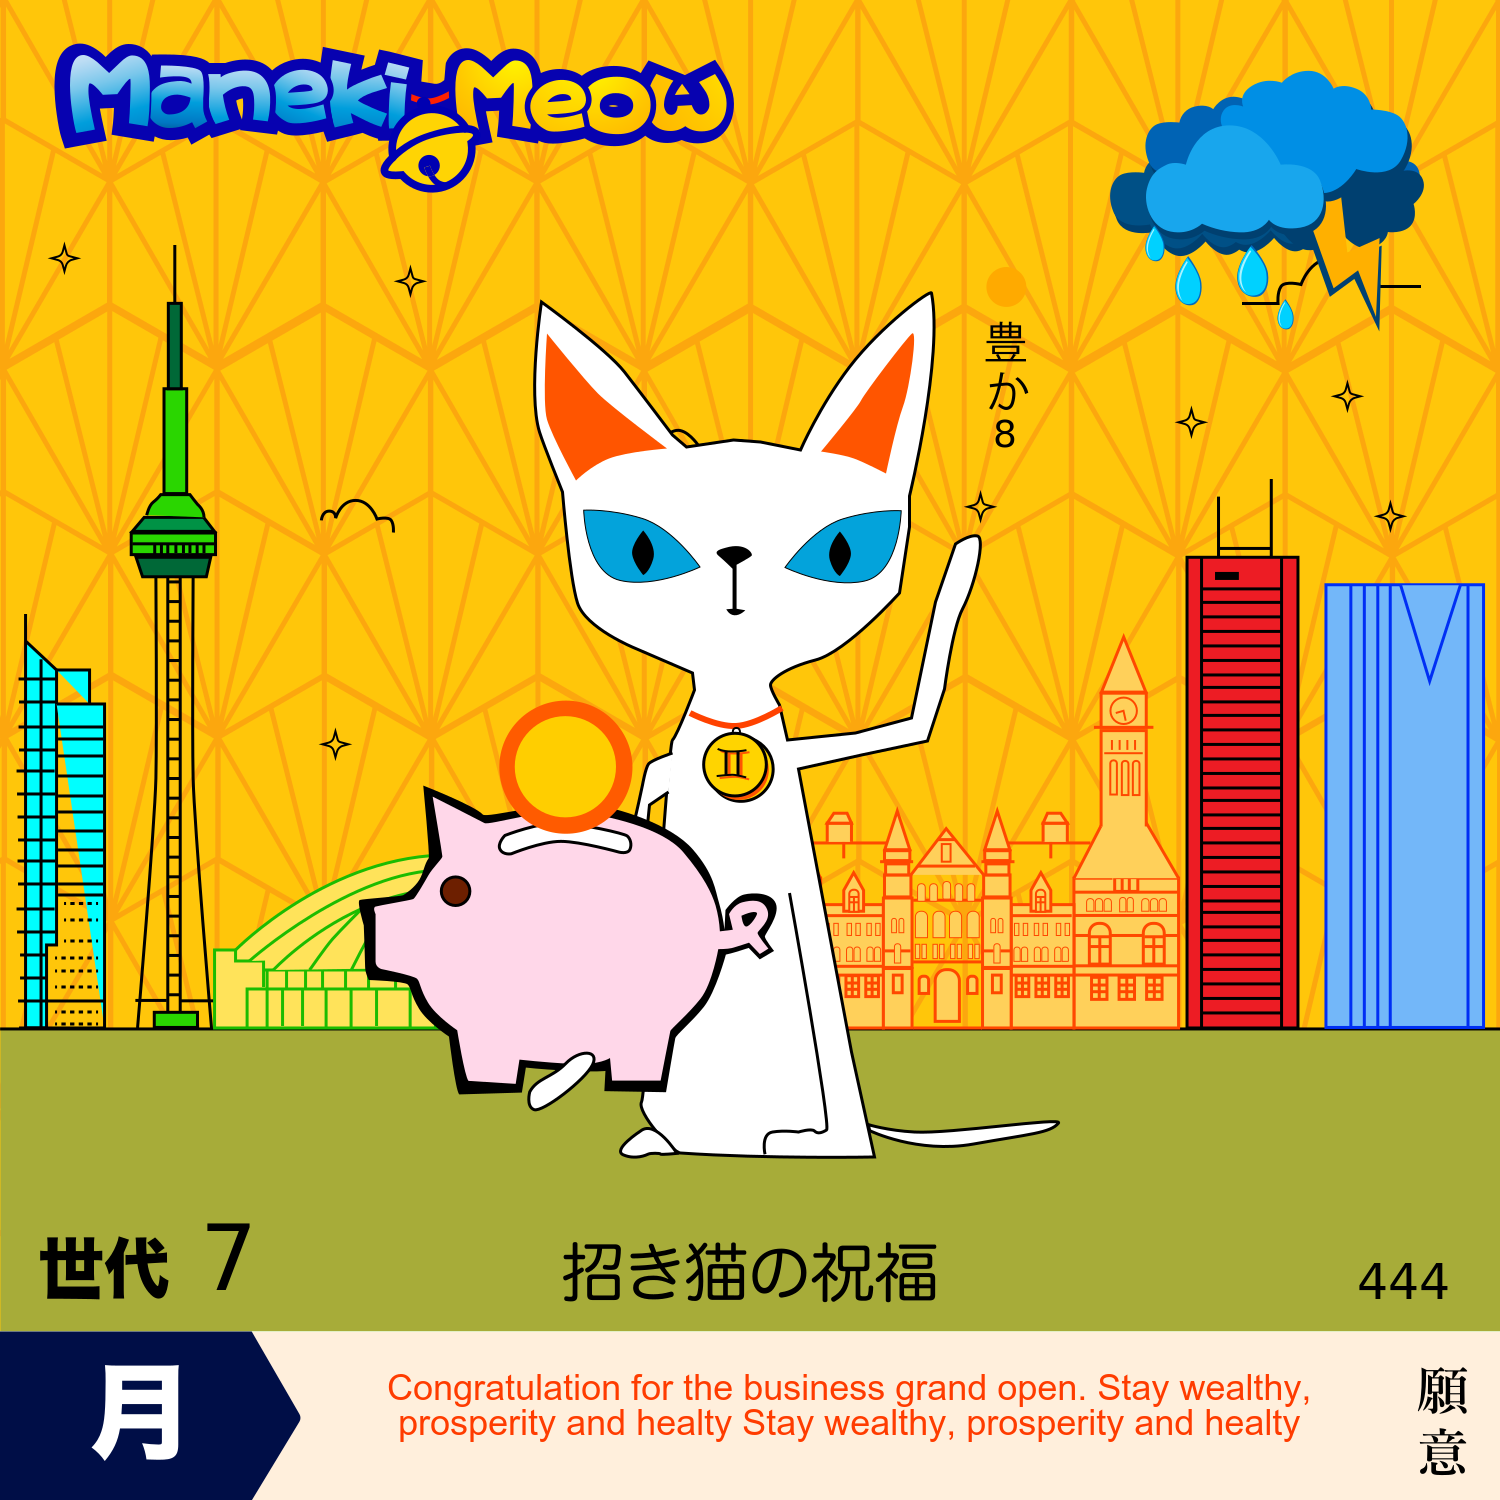 Maneki-Meow
豊か8
♊
世代 7
招き猫の祝福
444
月
Congratulation for the business grand open. Stay wealthy,
prosperity and healty Stay wealthy, prosperity and healty
願意